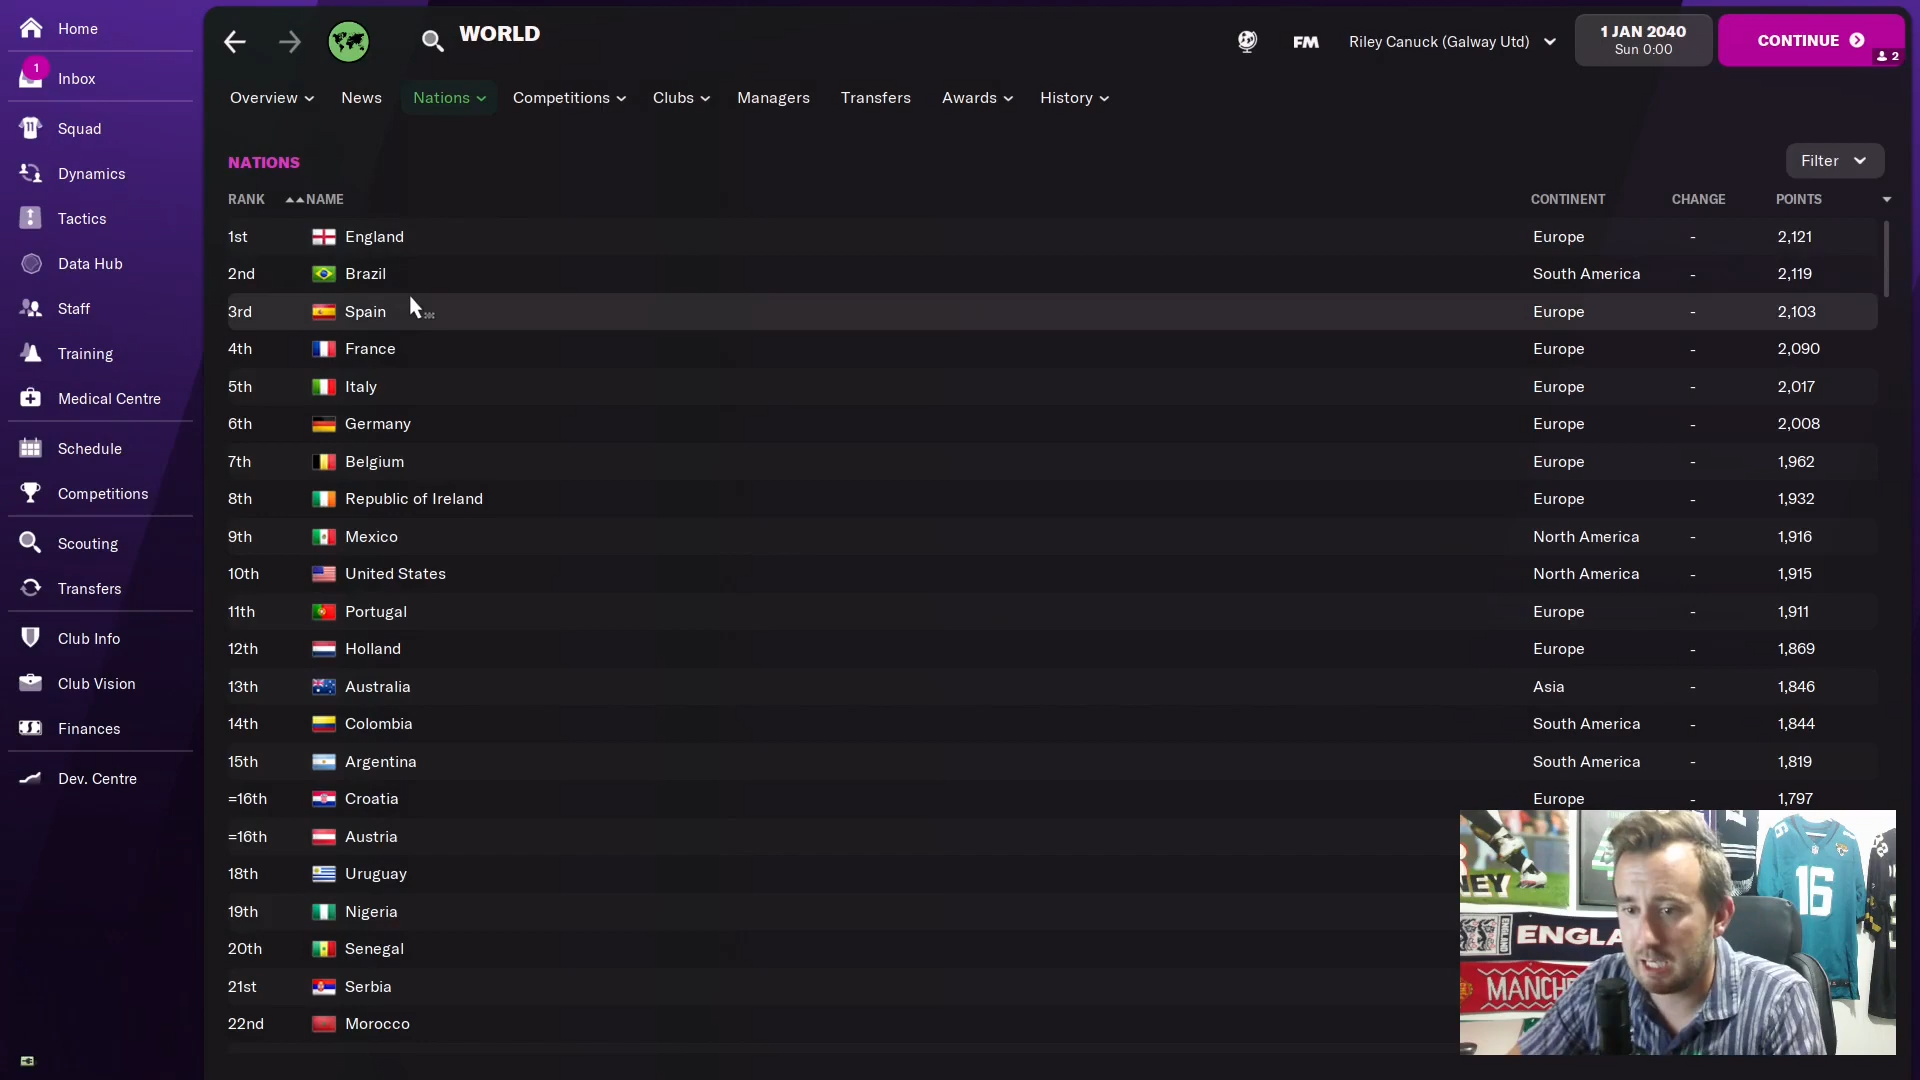 Home
Inbox
1
Squad
Dynamics
Tactics
Data Hub
Staff
Training
Medical Centre
Schedule
Competitions
Scouting
Transfers
Club Info
Club Vision
Finances
Dev. Centre
WORLD
FM
Riley Canuck (Galway Utd)
1 JAN 2040
Sun 0:00
CONTINUE
2
Overview
News
Nations
Competitions
Clubs
Managers
Transfers
Awards
History
NATIONS
Filter
RANK NAME CONTINENT CHANGE POINTS
1st England Europe - 2,121
2nd Brazil South America - 2,119
3rd Spain Europe - 2,103
4th France Europe - 2,090
5th Italy Europe - 2,017
6th Germany Europe - 2,008
7th Belgium Europe - 1,962
8th Republic of Ireland Europe - 1,932
9th Mexico North America - 1,916
10th United States North America - 1,915
11th Portugal Europe - 1,911
12th Holland Europe - 1,869
13th Australia Asia - 1,846
14th Colombia South America - 1,844
15th Argentina South America - 1,819
=16th Croatia Europe - 1,797
=16th Austria
18th Uruguay
19th Nigeria
20th Senegal
21st Serbia
22nd Morocco
NEY
ENGLA
MANCHE
16